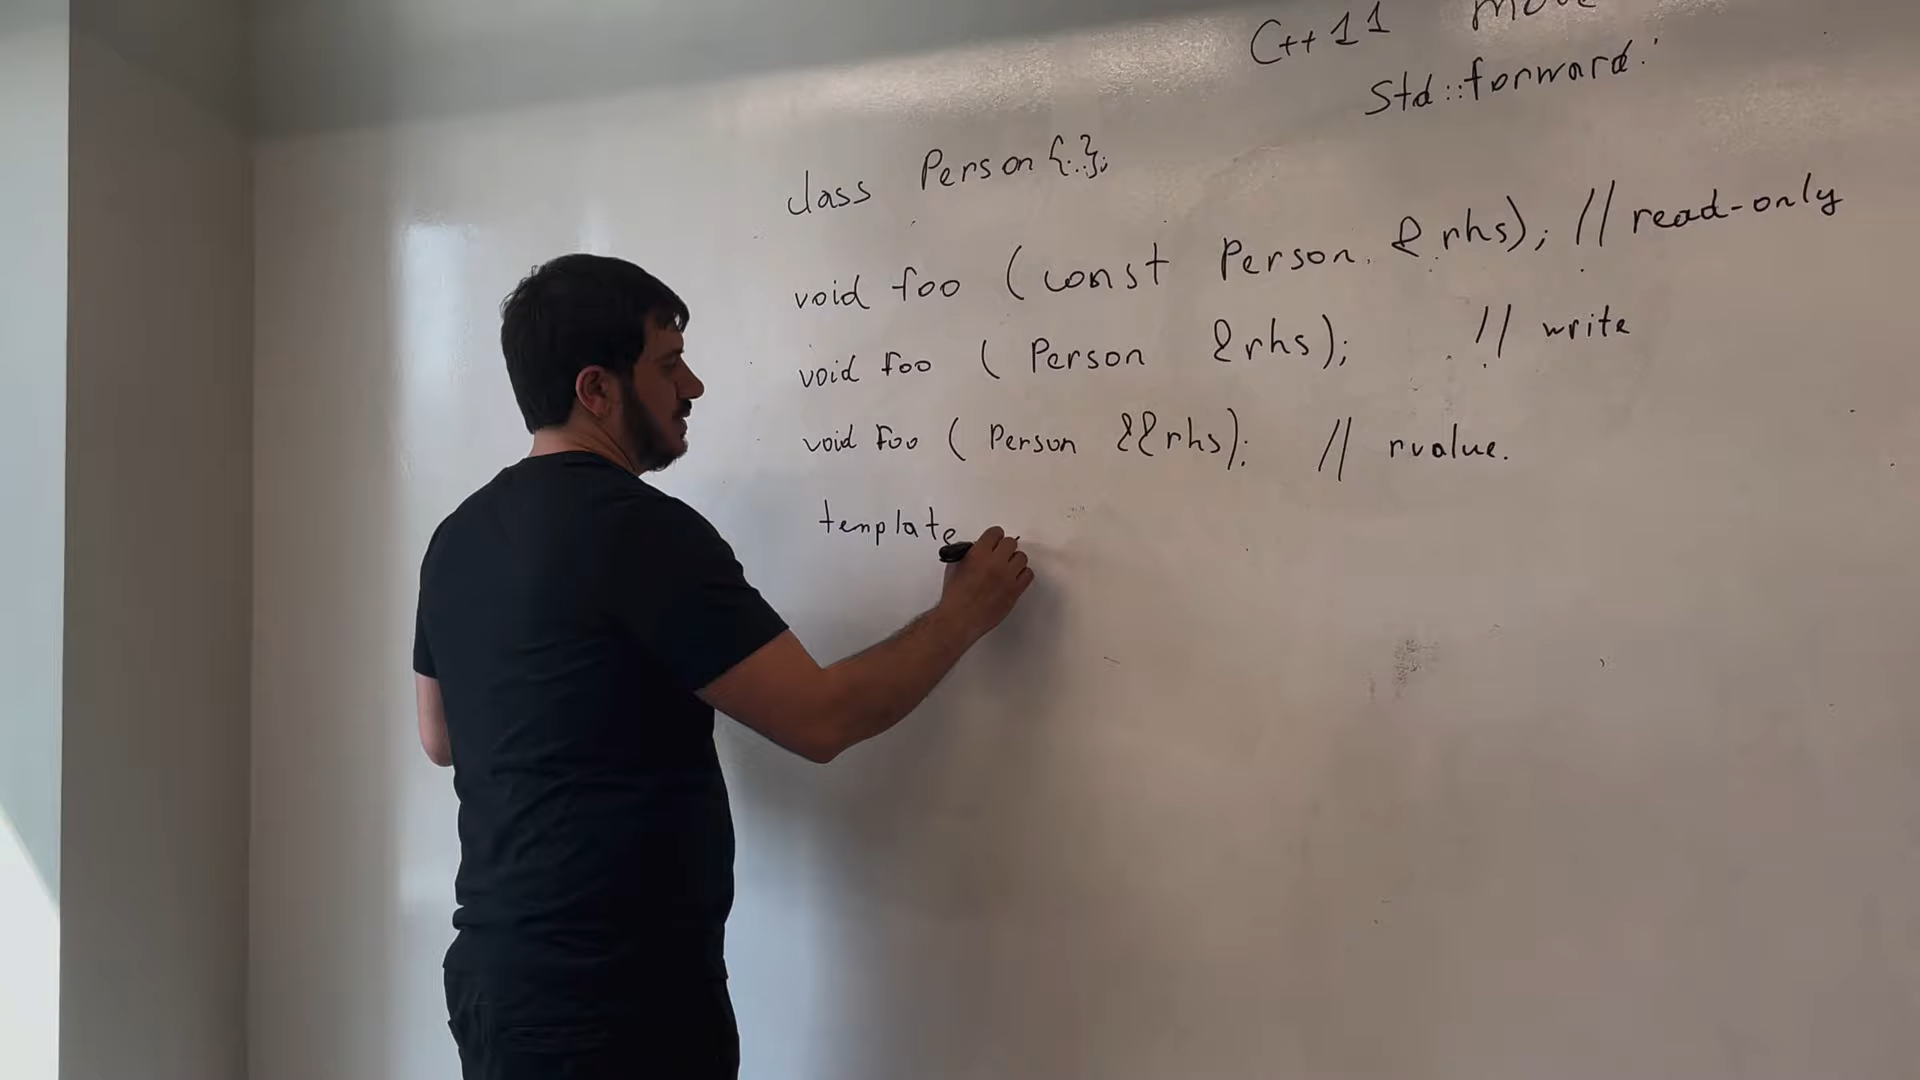 C++11 move
std::forward.
class Person{..};
void foo (const Person & rhs); // read-only
void foo ( Person & rhs); // write
void foo ( Person && rhs); // rvalue.
template